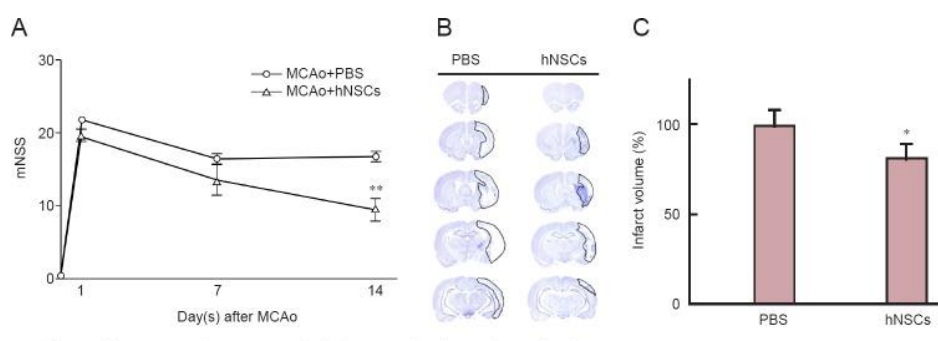 A
30
20
10
0
mNSS
MCAo+PBS
MCAo+hNSCs
**
1 7 14
Day(s) after MCAo
B
PBS hNSCs
C
100
50
0
Infarct volume (%)
*
PBS hNSCs